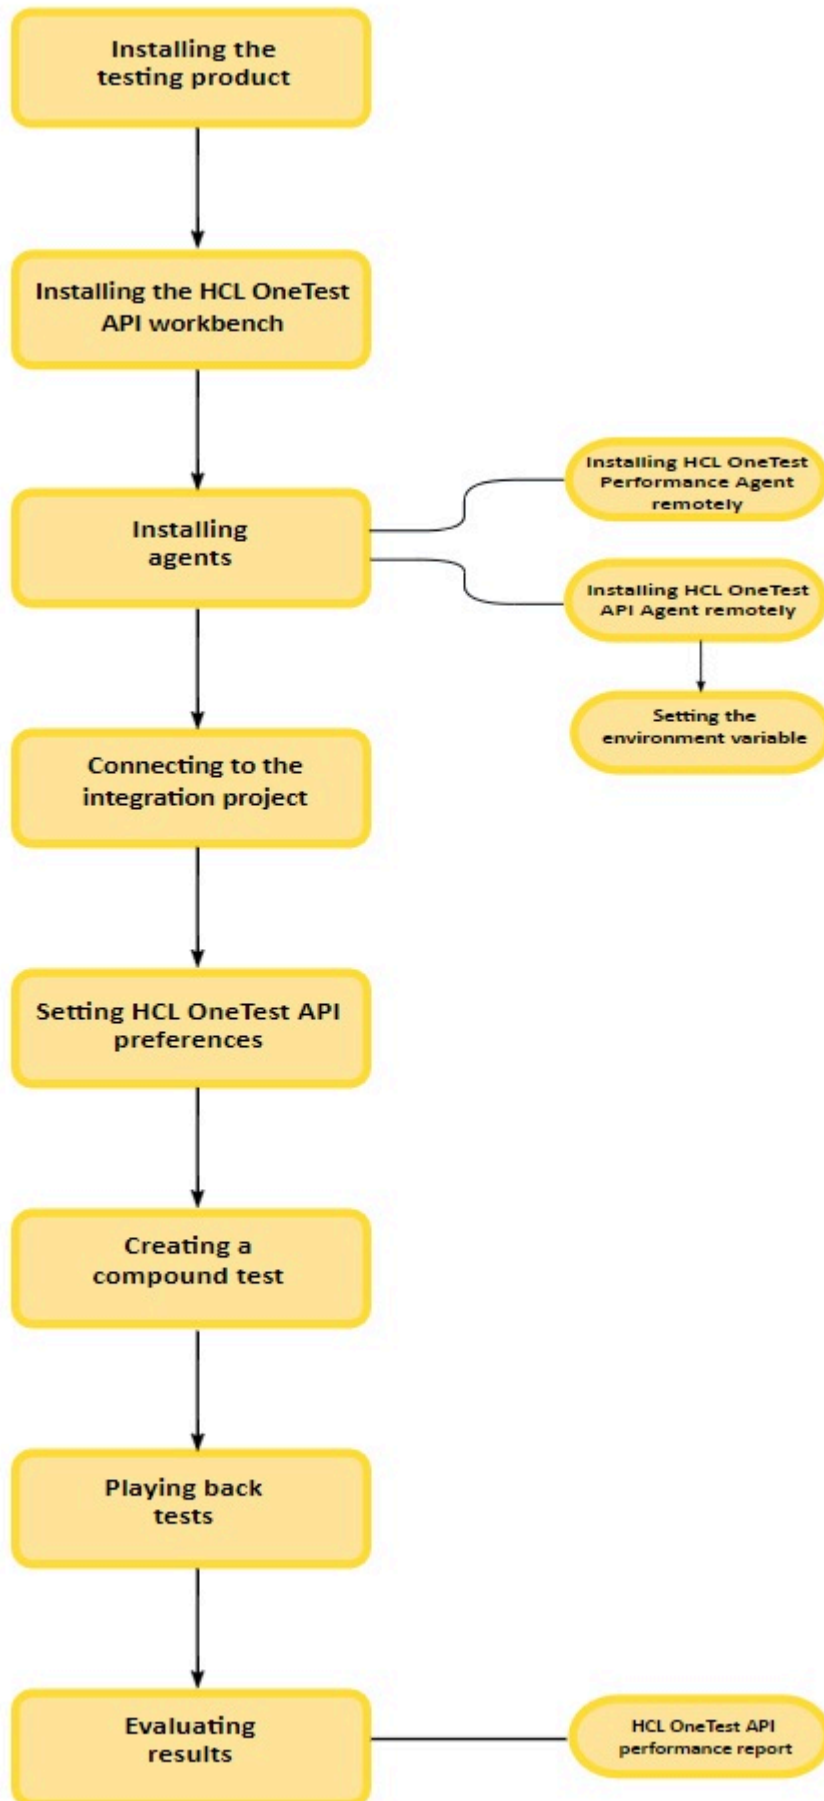 Installing the
testing product
Installing the HCL OneTest
API workbench
Installing
agents
Installing HCL OneTest
Performance Agent
remotely
Installing HCL OneTest
API Agent remotely
Setting the
environment variable
Connecting to the
integration project
Setting HCL OneTest API
preferences
Creating a
compound test
Playing back
tests
Evaluating
results
HCL OneTest API
performance report